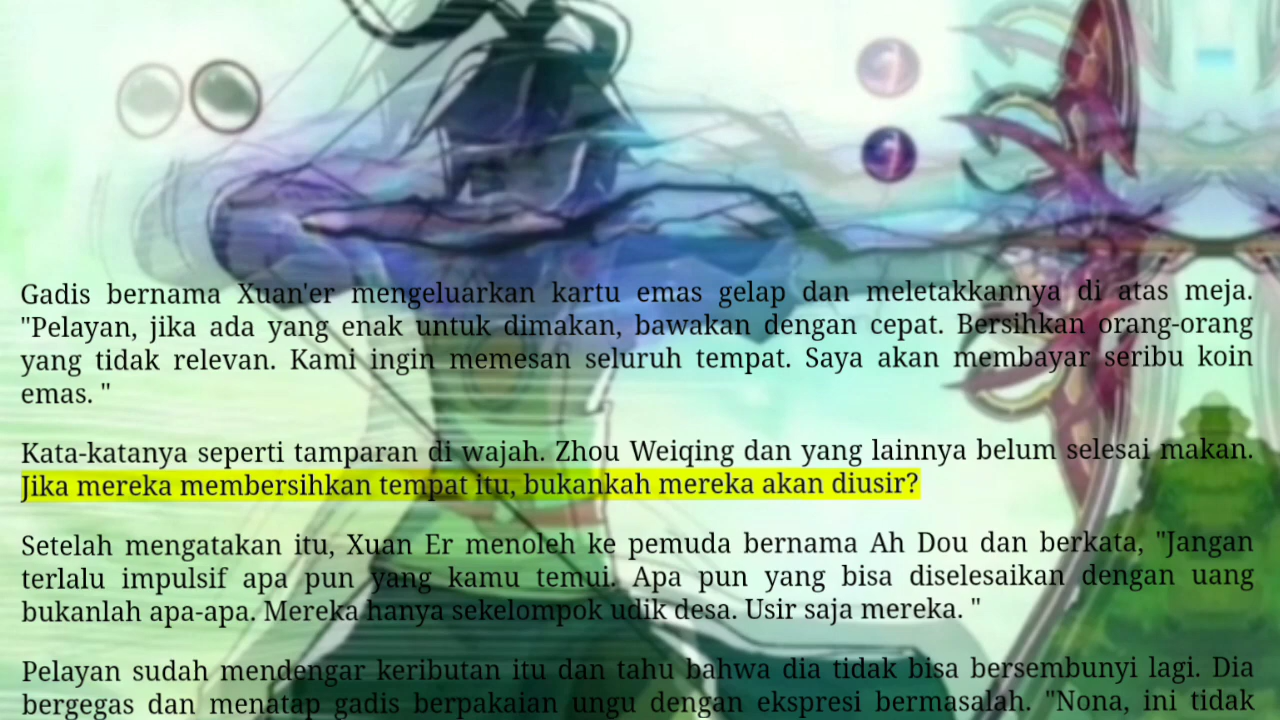 Gadis bernama Xuan'er mengeluarkan kartu emas gelap dan meletakkannya di atas meja.
"Pelayan, jika ada yang enak untuk dimakan, bawakan dengan cepat. Bersihkan orang-orang
yang tidak relevan. Kami ingin memesan seluruh tempat. Saya akan membayar seribu koin
emas. "
Kata-katanya seperti tamparan di wajah. Zhou Weiqing dan yang lainnya belum selesai makan.
Jika mereka membersihkan tempat itu, bukankah mereka akan diusir?
Setelah mengatakan itu, Xuan Er menoleh ke pemuda bernama Ah Dou dan berkata, "Jangan
terlalu impulsif apa pun yang kamu temui. Apa pun yang bisa diselesaikan dengan uang
bukanlah apa-apa. Mereka hanya sekelompok udik desa. Usir saja mereka. "
Pelayan sudah mendengar keributan itu dan tahu bahwa dia tidak bisa bersembunyi lagi. Dia
bergegas dan menatap gadis berpakaian ungu dengan ekspresi bermasalah. "Nona, ini tidak